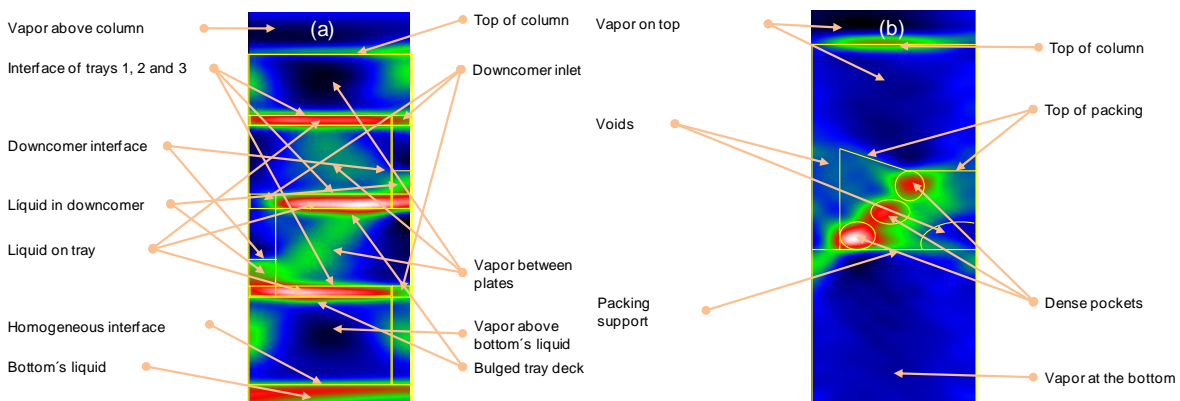 (a)
Vapor above column
Interface of trays 1, 2 and 3
Downcomer interface
Líquid in downcomer
Liquid on tray
Homogeneous interface
Bottom´s liquid
Top of column
Downcomer inlet
Vapor between
plates
Vapor above
bottom´s liquid
Bulged tray deck
(b)
Vapor on top
Voids
Packing
support
Top of column
Top of packing
Dense pockets
Vapor at the bottom